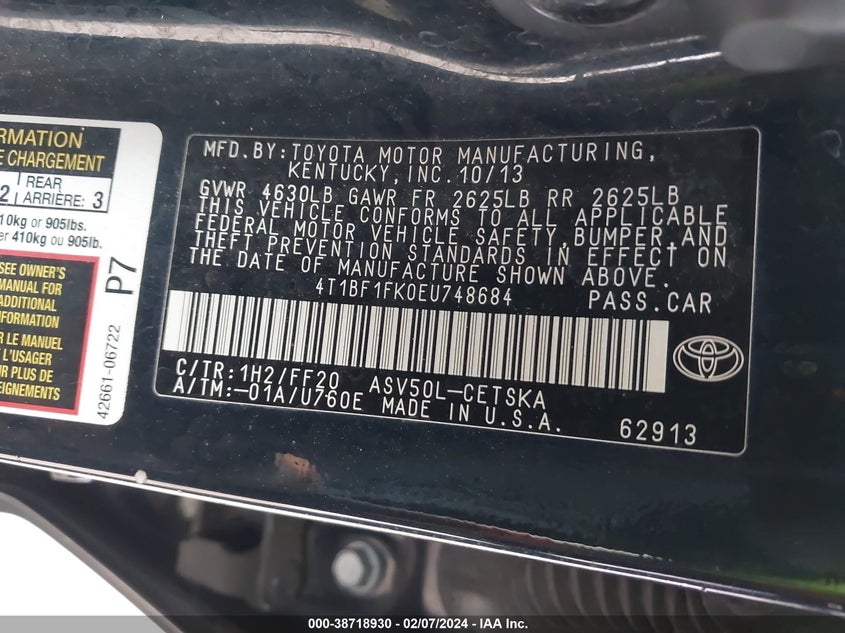 RMATION
E CHARGEMENT
2 REAR ARRIÈRE: 3
10kg or 905lbs.
er 410kg ou 905lb.
SEE OWNER'S
MANUAL FOR
ADDITIONAL
INFORMATION
R LE MANUEL
L'USAGER
UR PLUS DE
SEIGNEMENTS
P7
42661-06722
MFD.BY:TOYOTA MOTOR MANUFACTURING,
KENTUCKY,INC.10/13
GVWR 4630LB GAWR FR 2625LB RR 2625LB
THIS VEHICLE CONFORMS TO ALL APPLICABLE
FEDERAL MOTOR VEHICLE SAFETY,BUMPER,AND
THEFT PREVENTION STANDARDS IN EFFECT ON
THE DATE OF MANUFACTURE SHOWN ABOVE.
4T1BF1FK0EU748684 PASS.CAR
C/TR:1H2/FF20 ASV50L-CETSKA
A/TM:-01A/U760E MADE IN U.S.A.
62913
000-38718930 - 02/07/2024 - IAA Inc.